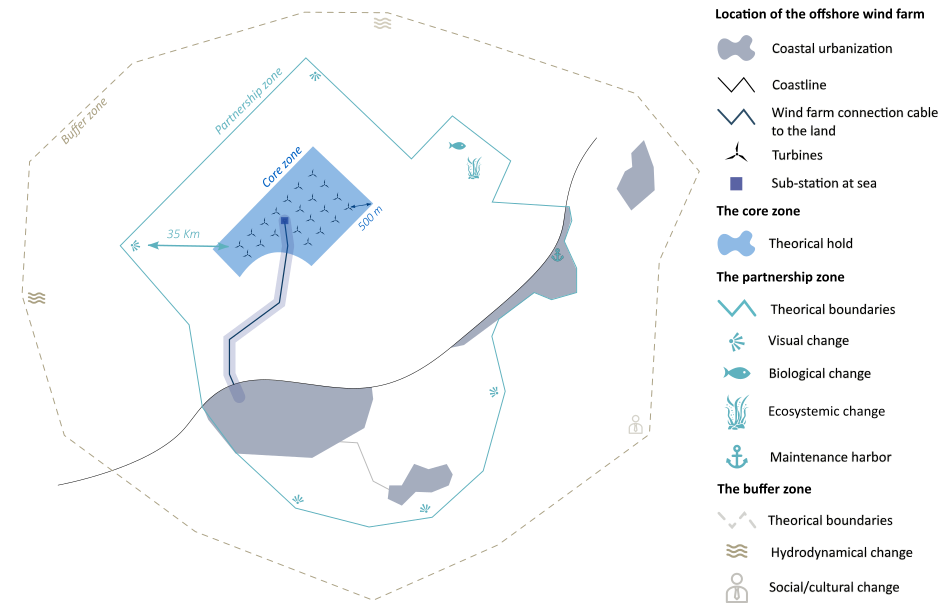 Buffer zone
Partnership zone
Core zone
500 m
35 Km
Location of the offshore wind farm
Coastal urbanization
Coastline
Wind farm connection cable
to the land
Turbines
Sub-station at sea
The core zone
Theorical hold
The partnership zone
Theorical boundaries
Visual change
Biological change
Ecosystemic change
Maintenance harbor
The buffer zone
Theorical boundaries
Hydrodynamical change
Social/cultural change